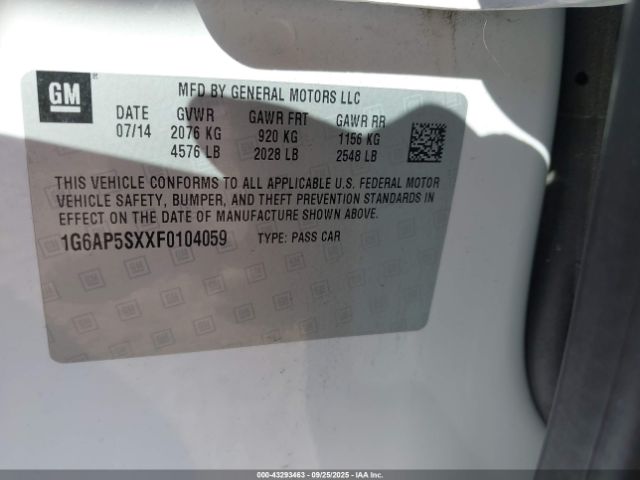 GM
MFD BY GENERAL MOTORS LLC
DATE GVWR GAWR FRT GAWR RR
07/14 2076 KG 920 KG 1156 KG
4576 LB 2028 LB 2548 LB
THIS VEHICLE CONFORMS TO ALL APPLICABLE U.S. FEDERAL MOTOR
VEHICLE SAFETY, BUMPER, AND THEFT PREVENTION STANDARDS IN
EFFECT ON THE DATE OF MANUFACTURE SHOWN ABOVE.
1G6AP5SXXF0104059 TYPE: PASS CAR
000-43293463 - 09/25/2025 - IAA Inc.